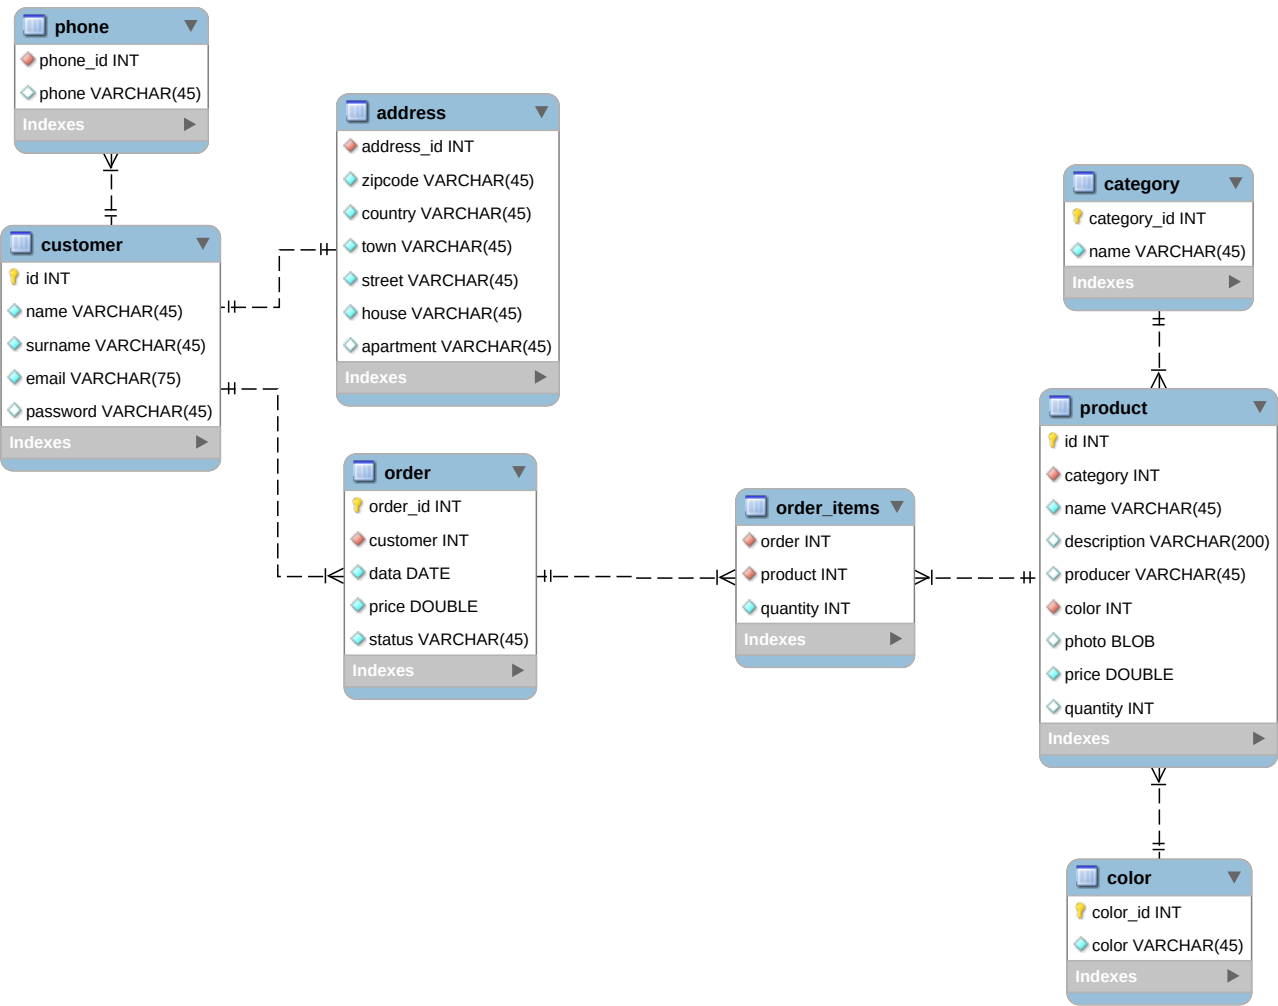 phone
phone_id INT
phone VARCHAR(45)
Indexes
customer
id INT
name VARCHAR(45)
surname VARCHAR(45)
email VARCHAR(75)
password VARCHAR(45)
Indexes
address
address_id INT
zipcode VARCHAR(45)
country VARCHAR(45)
town VARCHAR(45)
street VARCHAR(45)
house VARCHAR(45)
apartment VARCHAR(45)
Indexes
order
order_id INT
customer INT
data DATE
price DOUBLE
status VARCHAR(45)
Indexes
order_items
order INT
product INT
quantity INT
Indexes
category
category_id INT
name VARCHAR(45)
Indexes
product
id INT
category INT
name VARCHAR(45)
description VARCHAR(200)
producer VARCHAR(45)
color INT
photo BLOB
price DOUBLE
quantity INT
Indexes
color
color_id INT
color VARCHAR(45)
Indexes